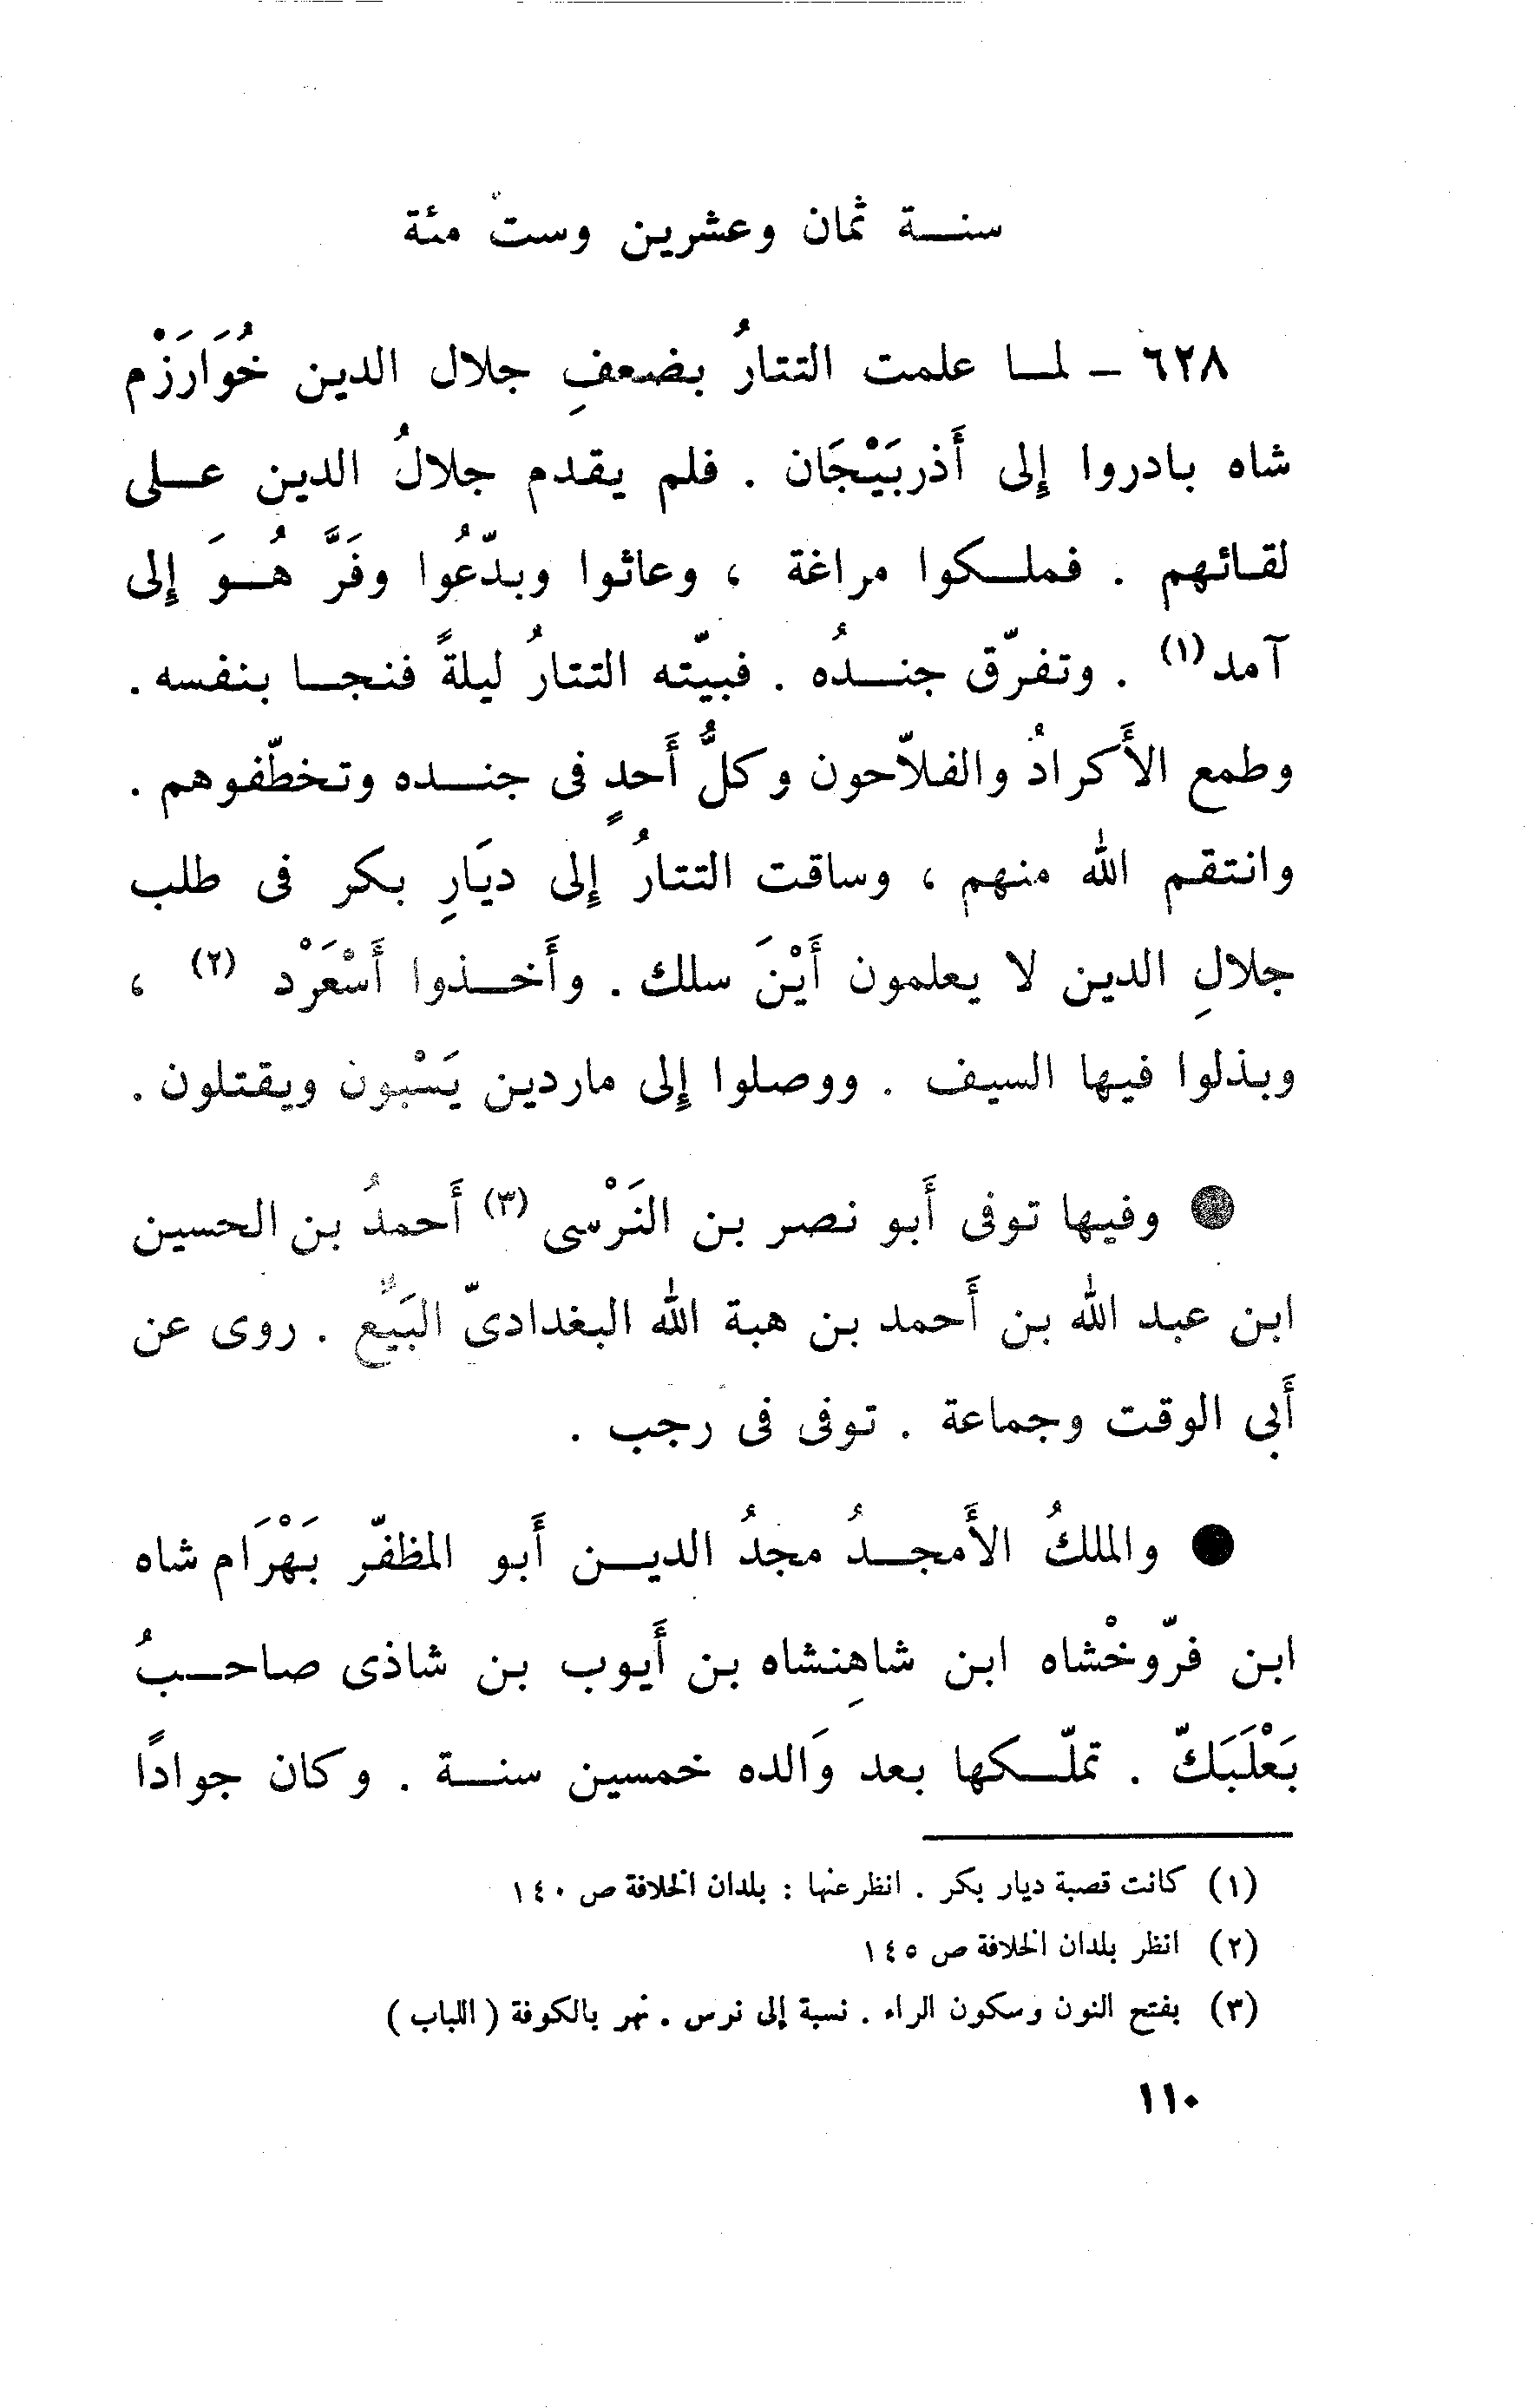 سنة ثمان وعشرين وست مئة
٦٢٨ – لما علمت التتارُ بضعفِ جلال الدين خُوَارَزْم
شاه بادروا إلى أَذربَيْجَان . فلم يقدم جلالُ الدين على
لقائهم . فملكوا مراغة ، وعاثوا وبدّعُوا وفَرَّ هُوَ إلى
آمد(١) . وتفرّق جندُه . فبيّته التتارُ ليلةً فنجا بنفسه .
وطمع الأَكرادُ والفلاّحون وكلُّ أَحدٍ فى جنده وتخطّفوهم .
وانتقم الله منهم ، وساقت التتارُ إلى ديَارِ بكر فى طلب
جلالِ الدين لا يعلمون أَيْنَ سلك . وأَخذوا أَسْعَرْد (٢) ،
وبذلوا فيها السيف . ووصلوا إلى ماردين يَسْبون ويقتلون .
● وفيها توفى أَبو نصر بن النَرْسى (٣) أَحمدُ بن الحسين
ابن عبد الله بن أَحمد بن هبة الله البغدادىّ البَيّع . روى عن
أَبى الوقت وجماعة . توفى فى رجب .
● والملكُ الأَمجدُ مجدُ الدين أَبو المظفّر بَهْرَام شاه
ابن فرّوخْشاه ابن شاهِنشاه بن أَيوب بن شاذى صاحبُ
بَعْلَبَكّ . تملّكها بعد وَالده خمسين سنة . وكان جوادًا
(١) كانت قصبة ديار بكر . انظر عنها : بلدان الخلافة ص ١٤٠
(٢) انظر بلدان الخلافة ص ١٤٥
(٣) بفتح النون وسكون الراء . نسبة إلى نرس . نهر بالكوفة ( اللباب )
١١٠